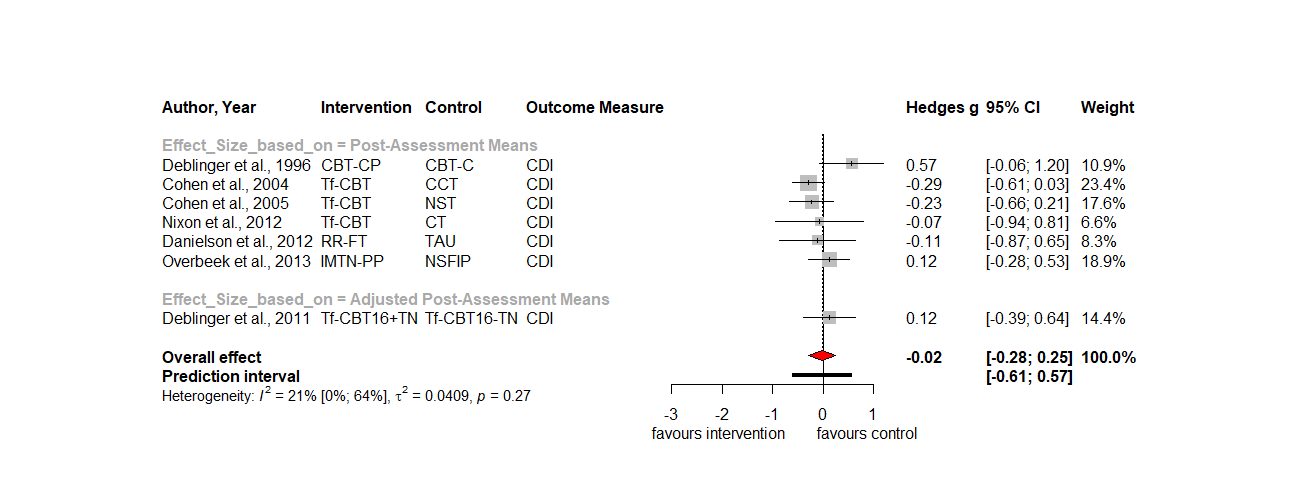 Author, Year Intervention Control Outcome Measure Hedges g 95% CI Weight
Effect_Size_based_on = Post-Assessment Means
Deblinger et al., 1996 CBT-CP CBT-C CDI 0.57 [-0.06; 1.20] 10.9%
Cohen et al., 2004 Tf-CBT CCT CDI -0.29 [-0.61; 0.03] 23.4%
Cohen et al., 2005 Tf-CBT NST CDI -0.23 [-0.66; 0.21] 17.6%
Nixon et al., 2012 Tf-CBT CT CDI -0.07 [-0.94; 0.81] 6.6%
Danielson et al., 2012 RR-FT TAU CDI -0.11 [-0.87; 0.65] 8.3%
Overbeek et al., 2013 IMTN-PP NSFIP CDI 0.12 [-0.28; 0.53] 18.9%
Effect_Size_based_on = Adjusted Post-Assessment Means
Deblinger et al., 2011 Tf-CBT16+TN Tf-CBT16-TN CDI 0.12 [-0.39; 0.64] 14.4%
Overall effect -0.02 [-0.28; 0.25] 100.0%
Prediction interval [-0.61; 0.57]
Heterogeneity: I² = 21% [0%; 64%], τ² = 0.0409, p = 0.27
-3 -2 -1 0 1
favours intervention favours control